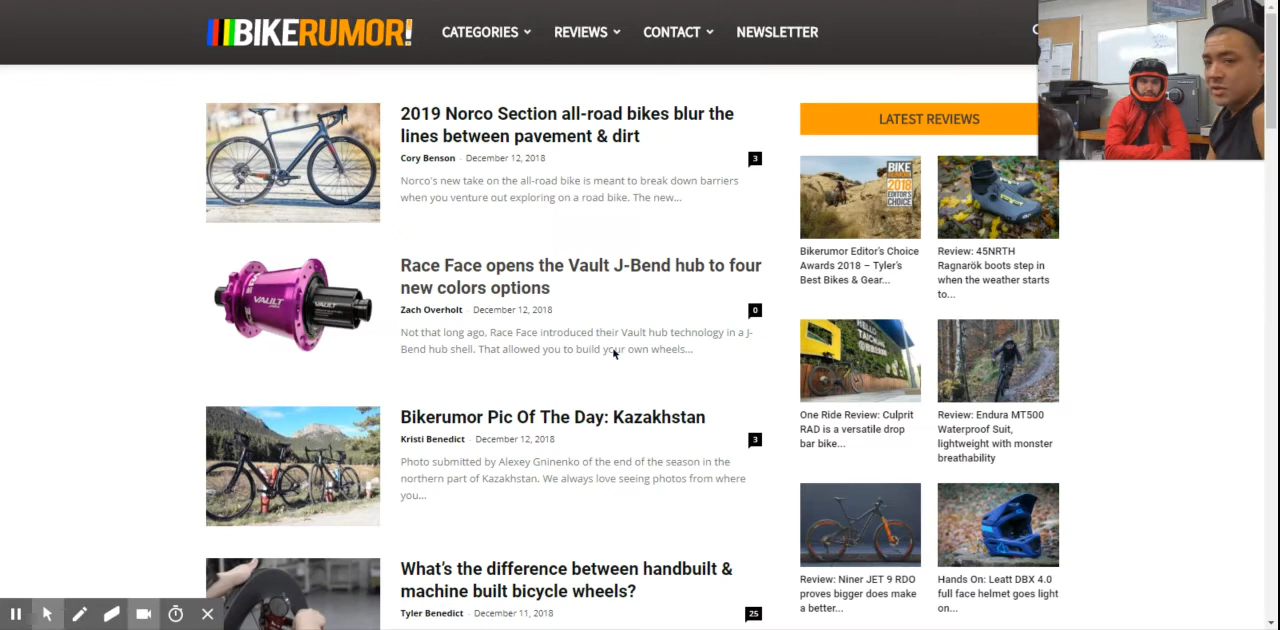 BIKERUMOR!
CATEGORIES
REVIEWS
CONTACT
NEWSLETTER
2019 Norco Section all-road bikes blur the
lines between pavement & dirt
Cory Benson - December 12, 2018
3
Norco's new take on the all-road bike is meant to break down barriers
when you venture out exploring on a road bike. The new...
VAULT
Race Face opens the Vault J-Bend hub to four
new colors options
Zach Overholt - December 12, 2018
0
Not that long ago, Race Face introduced their Vault hub technology in a J-
Bend hub shell. That allowed you to build your own wheels...
Bikerumor Pic Of The Day: Kazakhstan
Kristi Benedict - December 12, 2018
3
Photo submitted by Alexey Gninenko of the end of the season in the
northern part of Kazakhstan. We always love seeing photos from where
you...
What's the difference between handbuilt &
machine built bicycle wheels?
Tyler Benedict - December 11, 2018
25
LATEST REVIEWS
BIKE
RUMOR
2018
EDITOR'S
CHOICE
Bikerumor Editor's Choice
Awards 2018 – Tyler's
Best Bikes & Gear...
Review: 45NRTH
Ragnarök boots step in
when the weather starts
to...
HELLO
TAICHUNG
One Ride Review: Culprit
RAD is a versatile drop
bar bike...
Review: Endura MT500
Waterproof Suit,
lightweight with monster
breathability
Review: Niner JET 9 RDO
proves bigger does make
a better...
Hands On: Leatt DBX 4.0
full face helmet goes light
on...